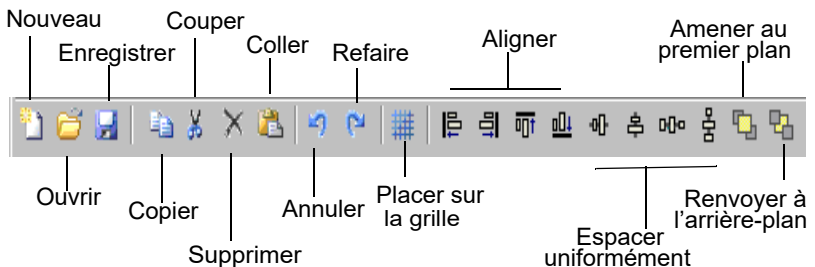 Nouveau
Couper
Enregistrer
Coller
Refaire
Aligner
Amener au
premier plan
Ouvrir
Copier
Supprimer
Annuler
Placer sur
la grille
Espacer
uniformément
Renvoyer à
l'arrière-plan